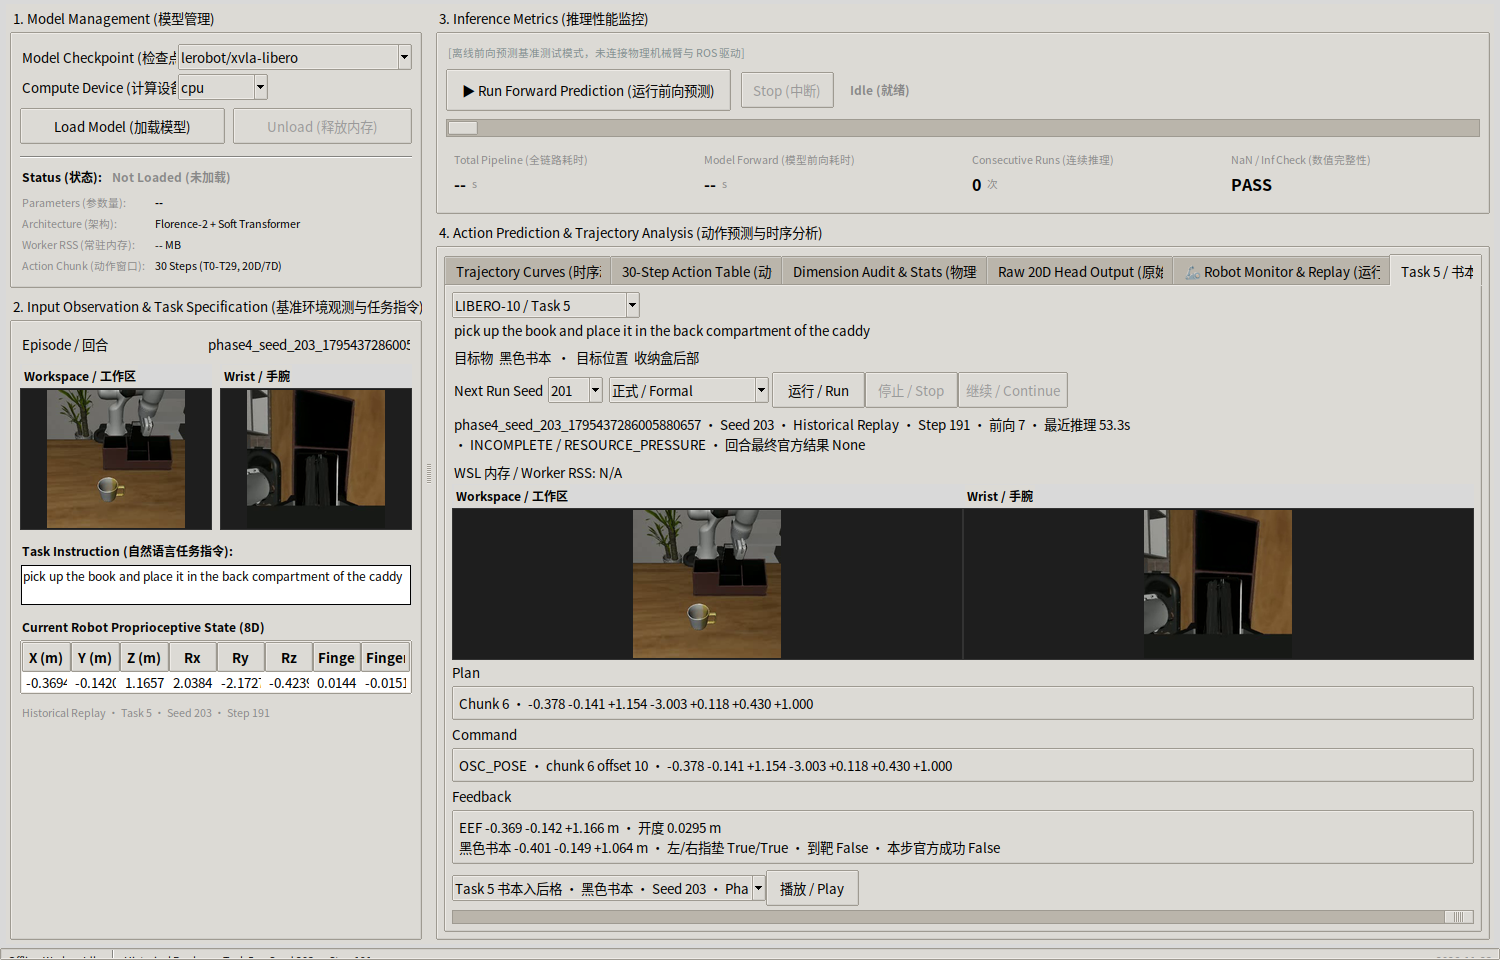 1. Model Management (模型管理)
Model Checkpoint (检查点
lerobot/xvla-libero
Compute Device (计算设备
cpu
Load Model (加载模型)
Unload (释放内存)
Status (状态): Not Loaded (未加载)
Parameters (参数量): --
Architecture (架构): Florence-2 + Soft Transformer
Worker RSS (常驻内存): -- MB
Action Chunk (动作窗口): 30 Steps (T0-T29, 20D/7D)
2. Input Observation & Task Specification (基准环境观测与任务指令)
Episode / 回合 phase4_seed_203_1795437286005
Workspace / 工作区
Wrist / 手腕
Task Instruction (自然语言任务指令):
pick up the book and place it in the back compartment of the caddy
Current Robot Proprioceptive State (8D)
X (m) Y (m) Z (m) Rx Ry Rz Finge Finger
-0.3694 -0.1420 1.1657 2.0384 -2.1727 -0.4239 0.0144 -0.0151
Historical Replay · Task 5 · Seed 203 · Step 191
3. Inference Metrics (推理性能监控)
[离线前向预测基准测试模式，未连接物理机械臂与 ROS 驱动]
▶ Run Forward Prediction (运行前向预测)
Stop (中断)
Idle (就绪)
Total Pipeline (全链路耗时)
-- s
Model Forward (模型前向耗时)
-- s
Consecutive Runs (连续推理)
0 次
NaN / Inf Check (数值完整性)
PASS
4. Action Prediction & Trajectory Analysis (动作预测与时序分析)
Trajectory Curves (时序
30-Step Action Table (动
Dimension Audit & Stats (物理
Raw 20D Head Output (原始
Robot Monitor & Replay (运行
Task 5 / 书本
LIBERO-10 / Task 5
pick up the book and place it in the back compartment of the caddy
目标物 黑色书本 · 目标位置 收纳盒后部
Next Run Seed 201 正式 / Formal 运行 / Run 停止 / Stop 继续 / Continue
phase4_seed_203_1795437286005880657 · Seed 203 · Historical Replay · Step 191 · 前向 7 · 最近推理 53.3s
· INCOMPLETE / RESOURCE_PRESSURE · 回合最终官方结果 None
WSL 内存 / Worker RSS: N/A
Workspace / 工作区
Wrist / 手腕
Plan
Chunk 6 · -0.378 -0.141 +1.154 -3.003 +0.118 +0.430 +1.000
Command
OSC_POSE · chunk 6 offset 10 · -0.378 -0.141 +1.154 -3.003 +0.118 +0.430 +1.000
Feedback
EEF -0.369 -0.142 +1.166 m · 开度 0.0295 m
黑色书本 -0.401 -0.149 +1.064 m · 左/右指垫 True/True · 到靶 False · 本步官方成功 False
Task 5 书本入后格 · 黑色书本 · Seed 203 · Pha
播放 / Play